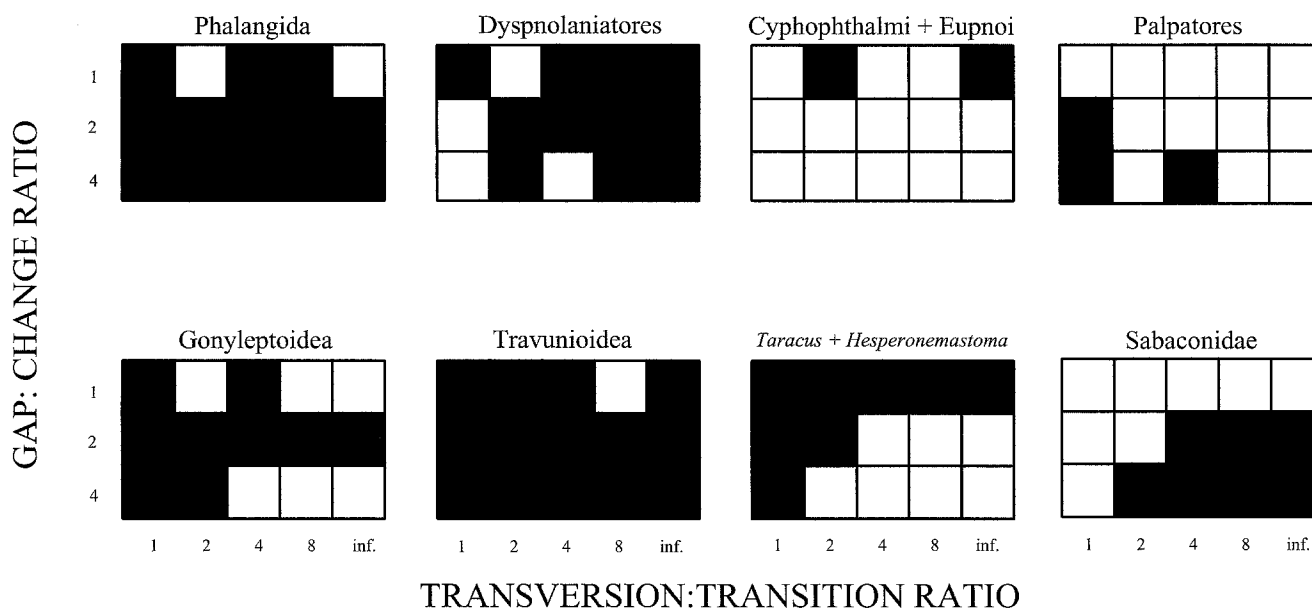 Phalangida Dyspnolaniatores Cyphophthalmi + Eupnoi Palpatores
1
2
4
GAP: CHANGE RATIO
Gonyleptoidea Travunioidea Taracus + Hesperonemastoma Sabaconidae
1
2
4
1 2 4 8 inf. 1 2 4 8 inf. 1 2 4 8 inf. 1 2 4 8 inf.
TRANSVERSION:TRANSITION RATIO